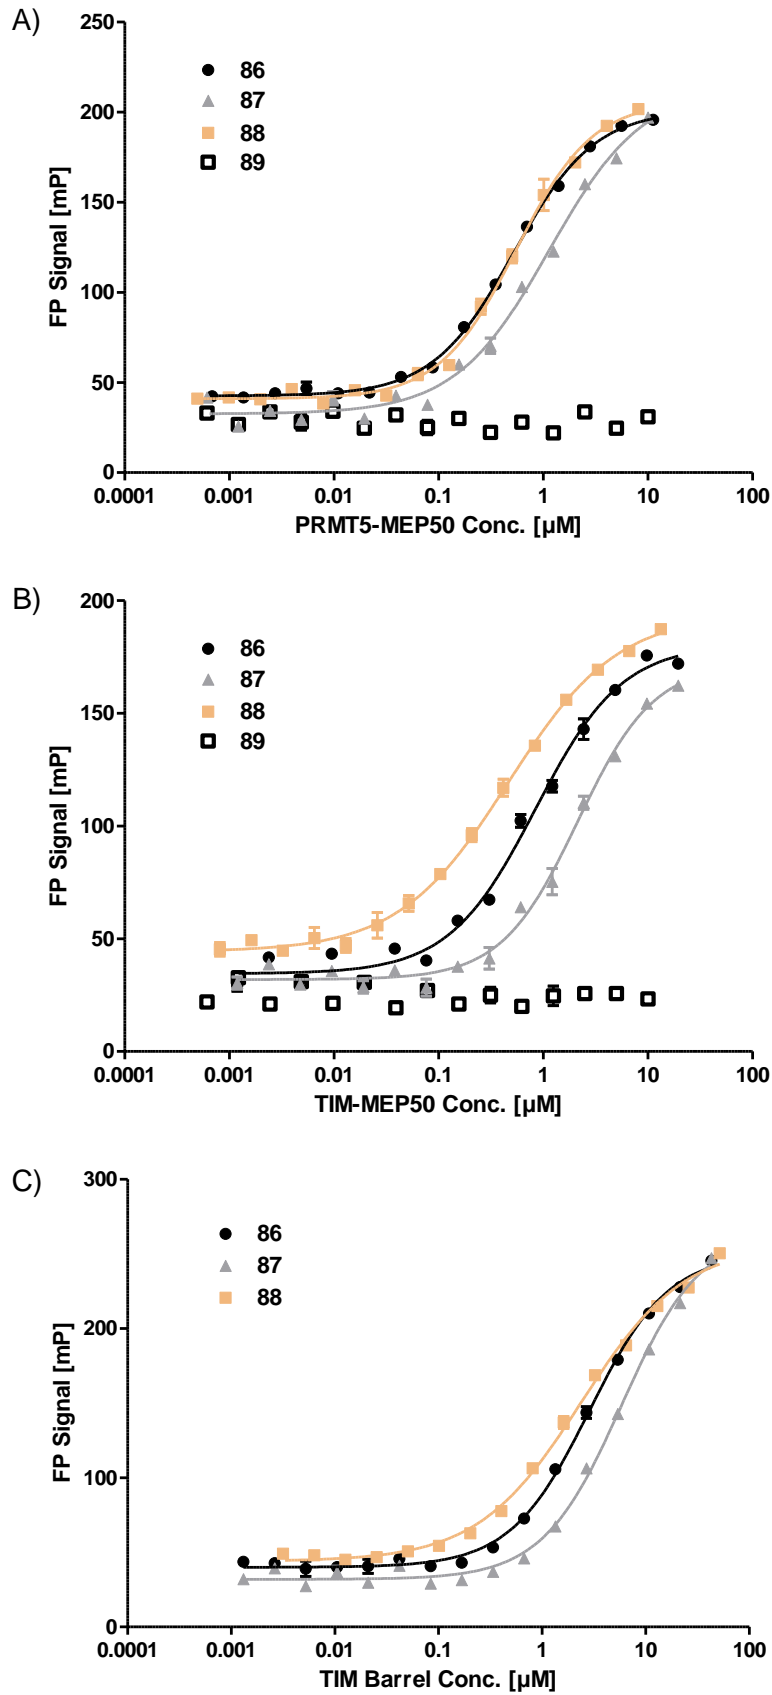 A)
250
200
150
100
50
0
FP Signal [mP]
86
87
88
89
0.0001 0.001 0.01 0.1 1 10 100
PRMT5-MEP50 Conc. [µM]
B)
200
150
100
50
0
FP Signal [mP]
86
87
88
89
0.0001 0.001 0.01 0.1 1 10 100
TIM-MEP50 Conc. [µM]
C)
300
200
100
0
FP Signal [mP]
86
87
88
0.0001 0.001 0.01 0.1 1 10 100
TIM Barrel Conc. [µM]